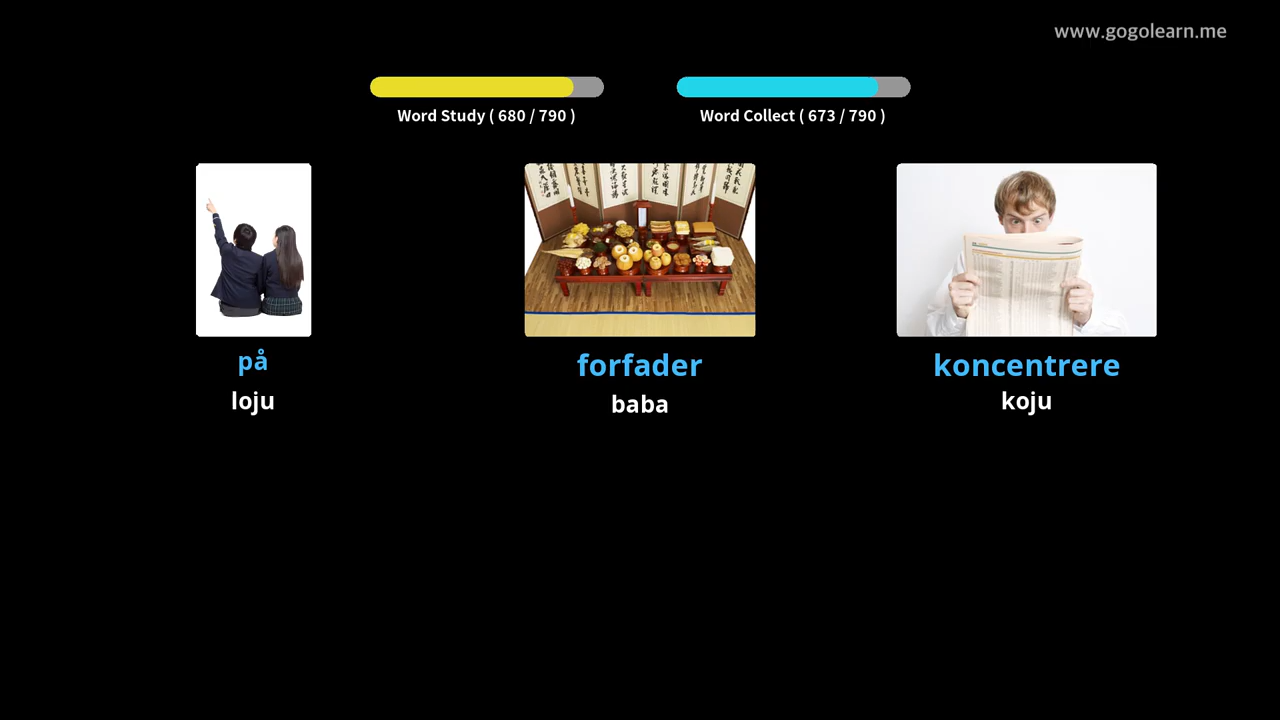 www.gogolearn.me
Word Study ( 680 / 790 )
Word Collect ( 673 / 790 )
på
loju
forfader
baba
koncentrere
koju